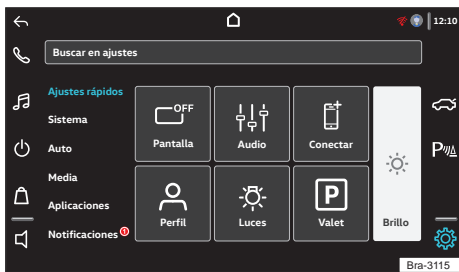 12:10
Buscar en ajustes
Ajustes rápidos
Sistema
Auto
Media
Aplicaciones
Notificaciones 1
OFF
Pantalla
Audio
Conectar
P
Perfil
Luces
Valet
Brillo
P
Bra-3115